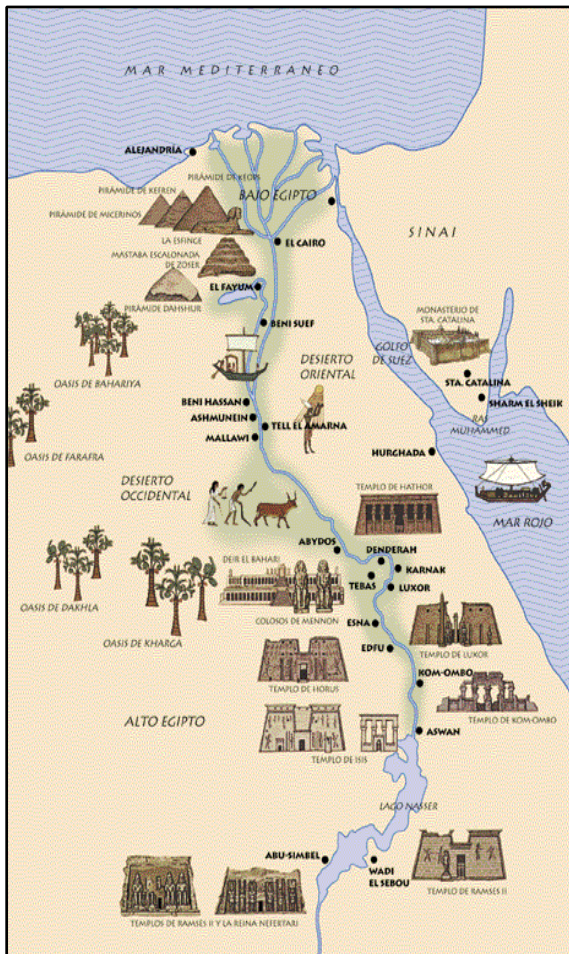 MAR MEDITERRANEO
ALEJANDRÍA
PIRÁMIDE DE KEOPS
PIRÁMIDE DE KEFREN
BAJO EGIPTO
PIRÁMIDE DE MICERINOS
SINAI
LA ESFINGE
EL CAIRO
MASTABA ESCALONADA
DE ZOSER
PIRÁMIDE DAHSHUR
EL FAYUM
MONASTERIO DE
STA. CATALINA
BENI SUEF
GOLFO
DE SUEZ
DESIERTO
ORIENTAL
OASIS DE BAHARIYA
STA. CATALINA
SHARM EL SHEIK
BENI HASSAN
ASHMUNEIN
TELL EL AMARNA
MALLAWI
RAS
MUHAMMED
OASIS DE FARAFRA
HURGHADA
DESIERTO
OCCIDENTAL
TEMPLO DE HATHOR
MAR ROJO
ABYDOS
DENDERAH
DEIR EL BAHARI
KARNAK
TEBAS
LUXOR
OASIS DE DAKHLA
COLOSOS DE MENNON
OASIS DE KHARGA
ESNA
EDFU
TEMPLO DE LUXOR
KOM-OMBO
TEMPLO DE HORUS
ALTO EGIPTO
TEMPLO DE KOM-OMBO
ASWAN
TEMPLO DE ISIS
LAGO NASSER
ABU-SIMBEL
WADI
EL SEBOU
TEMPLO DE RAMSES II
TEMPLOS DE RAMSES II Y LA REINA NEFERTARI